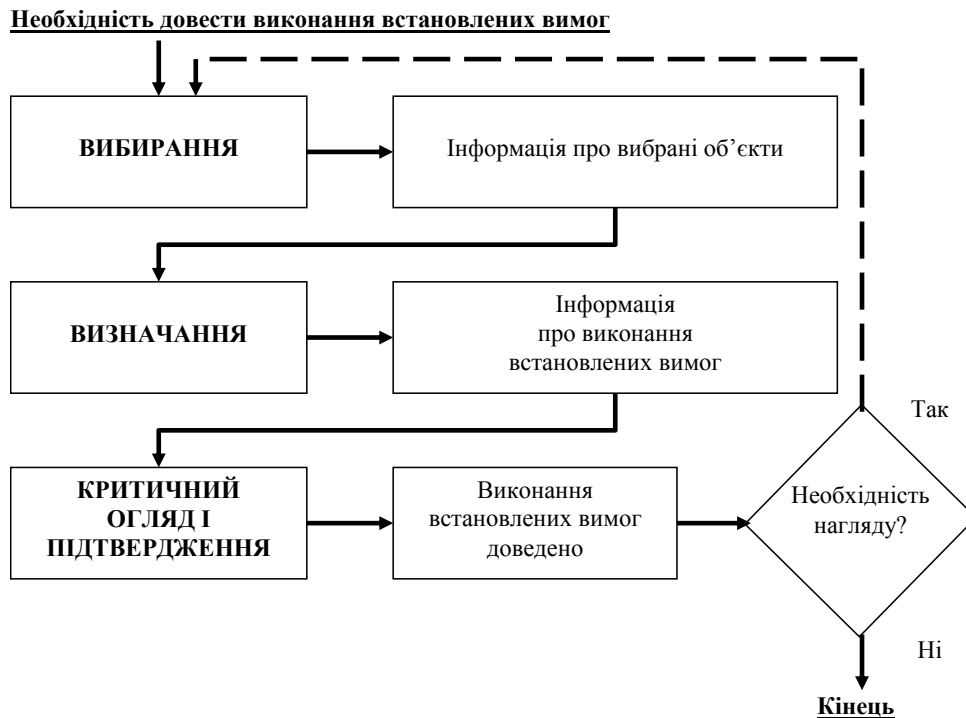 Необхідність довести виконання встановлених вимог
ВИБИРАННЯ
Інформація про вибрані об’єкти
ВИЗНАЧАННЯ
Інформація
про виконання
встановлених вимог
Так
КРИТИЧНИЙ
ОГЛЯД І
ПІДТВЕРДЖЕННЯ
Виконання
встановлених вимог
доведено
Необхідність
нагляду?
Ні
Кінець